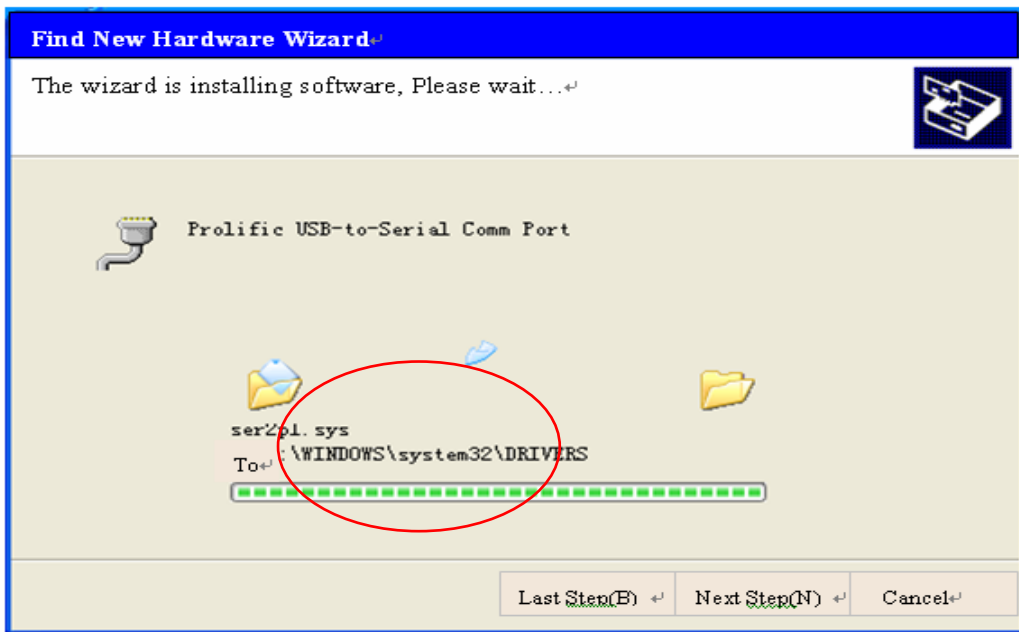 Find New Hardware Wizard
The wizard is installing software, Please wait...
Prolific USB-to-Serial Comm Port
ser2pl.sys
To :\WINDOWS\system32\DRIVERS
Last Step(B)
Next Step(N)
Cancel